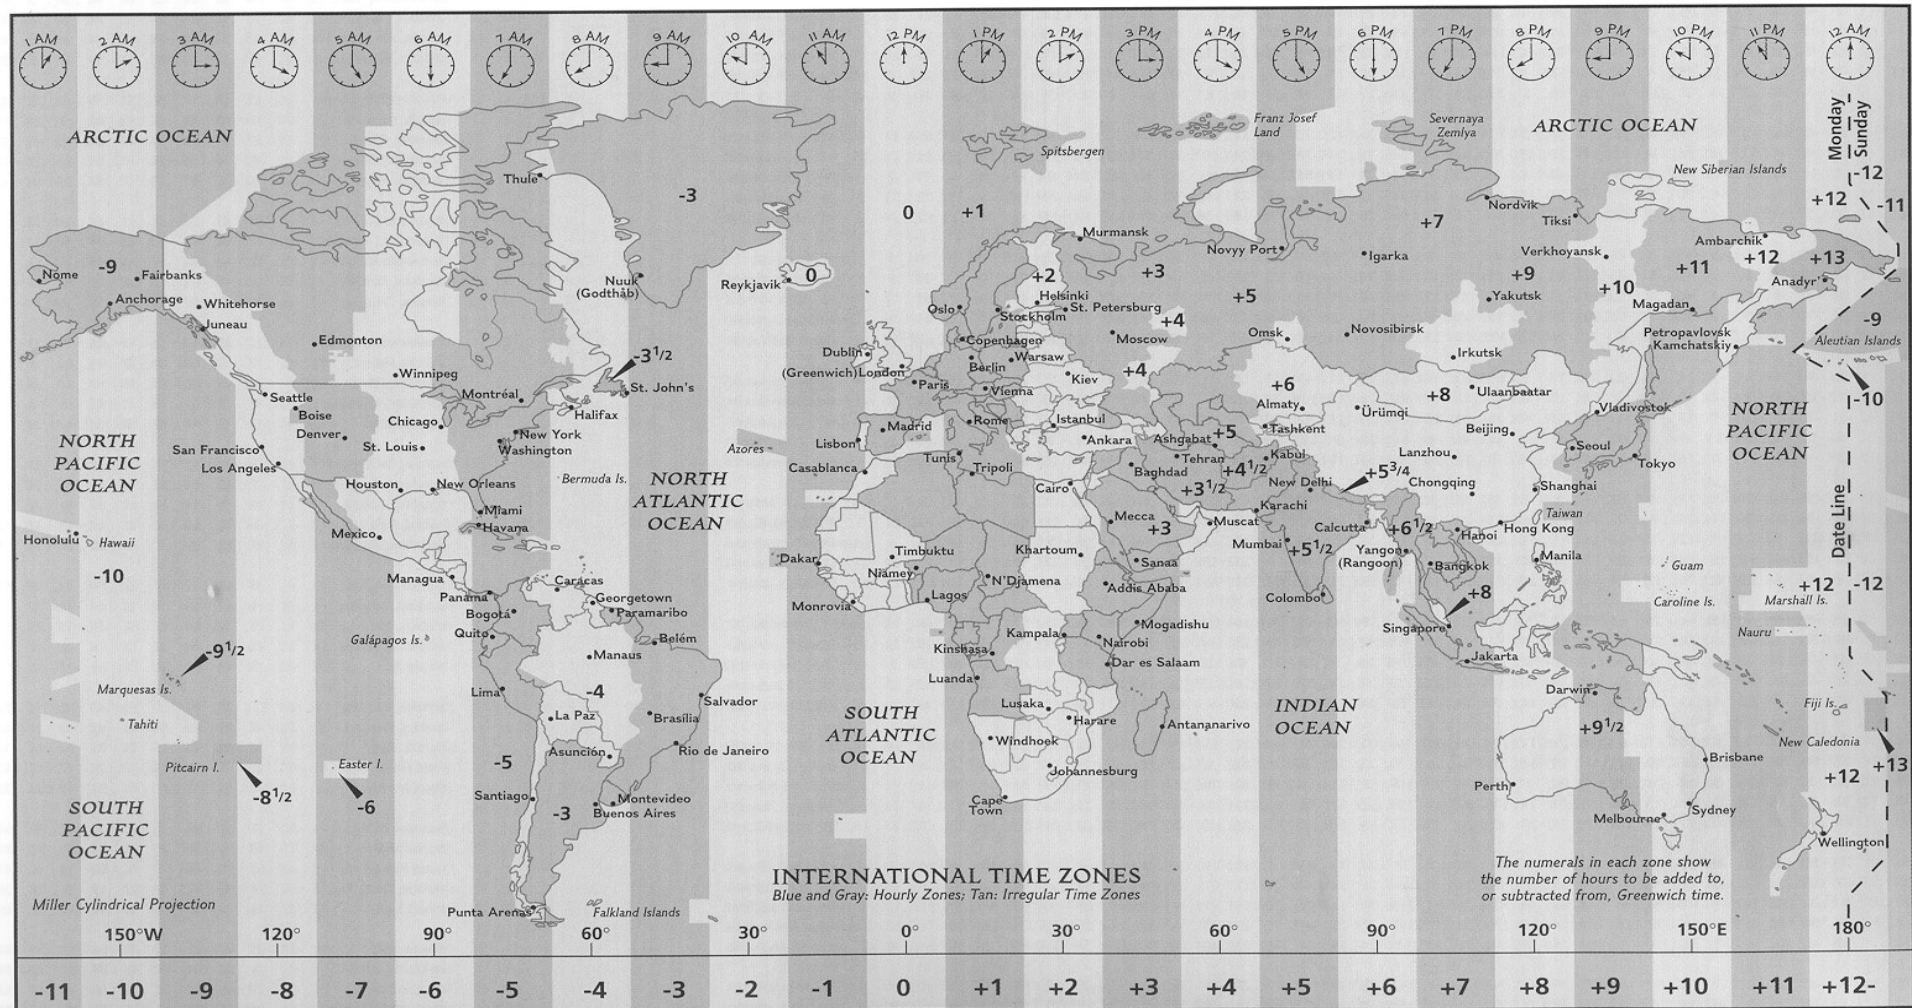 1 AM 2 AM 3 AM 4 AM 5 AM 6 AM 7 AM 8 AM 9 AM 10 AM 11 AM 12 PM 1 PM 2 PM 3 PM 4 PM 5 PM 6 PM 7 PM 8 PM 9 PM 10 PM 11 PM 12 AM
ARCTIC OCEAN
Thule
-3
0
+1
Spitsbergen
Franz Josef
Land
Severnaya
Zemlya
ARCTIC OCEAN
New Siberian Islands
Monday
Sunday
-12
+12
-11
Nome
-9
Fairbanks
Anchorage
Whitehorse
Juneau
Edmonton
Winnipeg
Nuuk
(Godthåb)
Reykjavik
0
Murmansk
Novyy Port
Igarka
+7
Nordvik
Tiksi
Verkhoyansk
Ambarchik
+12
+13
Anadyr'
+11
+10
Magadan
+9
Yakutsk
+2
Helsinki
+3
+5
St. Petersburg
+4
Oslo
Stockholm
Moscow
Omsk
Novosibirsk
Irkutsk
Petropavlovsk
Kamchatskiy
-9
Aleutian Islands
-10
-3 1/2
St. John's
Montréal
Halifax
Seattle
Boise
Chicago
Denver
St. Louis
New York
Washington
San Francisco
Los Angeles
Houston
New Orleans
Miami
Havana
Mexico
Bermuda Is.
Azores
NORTH
PACIFIC
OCEAN
NORTH
ATLANTIC
OCEAN
Dublin
(Greenwich)London
Copenhagen
Berlin
Warsaw
Paris
Vienna
Kiev
+4
Madrid
Rome
Istanbul
Ankara
Lisbon
Casablanca
Tunis
Tripoli
Cairo
+6
Almaty
Ürümqi
+8
Ulaanbaatar
Ashgabat
+5
Tashkent
Tehran
Kabul
Baghdad
+4 1/2
+3 1/2
New Delhi
+5 3/4
Karachi
Beijing
Lanzhou
Chongqing
Vladivostok
Seoul
Tokyo
Shanghai
Taiwan
Hong Kong
NORTH
PACIFIC
OCEAN
Date Line
Honolulu
Hawaii
-10
Managua
Panama
Caracas
Georgetown
Bogotá
Paramaribo
Quito
Belém
Galápagos Is.
Manaus
Dakar
Timbuktu
Niamey
Monrovia
Lagos
N'Djamena
Khartoum
Mecca
+3
Muscat
Sanaa
Addis Ababa
Mumbai
Calcutta
+5 1/2
+6 1/2
Yangon
(Rangoon)
Hanoi
Bangkok
Manila
Colombo
+8
Singapore
Jakarta
Guam
Caroline Is.
+12
-12
Marshall Is.
Nauru
-9 1/2
Marquesas Is.
Tahiti
Pitcairn I.
-8 1/2
Easter I.
-6
Lima
-4
La Paz
Salvador
Brasília
Asunción
Rio de Janeiro
-5
Santiago
-3
Montevideo
Buenos Aires
Punta Arenas
Falkland Islands
Kampala
Mogadishu
Nairobi
Kinshasa
Dar es Salaam
Luanda
Lusaka
Harare
Antananarivo
Windhoek
Johannesburg
Cape
Town
SOUTH
ATLANTIC
OCEAN
INDIAN
OCEAN
Darwin
+9 1/2
Brisbane
Perth
Sydney
Melbourne
Fiji Is.
New Caledonia
+13
+12
Wellington
SOUTH
PACIFIC
OCEAN
INTERNATIONAL TIME ZONES
Blue and Gray: Hourly Zones; Tan: Irregular Time Zones
The numerals in each zone show
the number of hours to be added to,
or subtracted from, Greenwich time.
Miller Cylindrical Projection
150°W 120° 90° 60° 30° 0° 30° 60° 90° 120° 150°E 180°
-11 -10 -9 -8 -7 -6 -5 -4 -3 -2 -1 0 +1 +2 +3 +4 +5 +6 +7 +8 +9 +10 +11 +12-